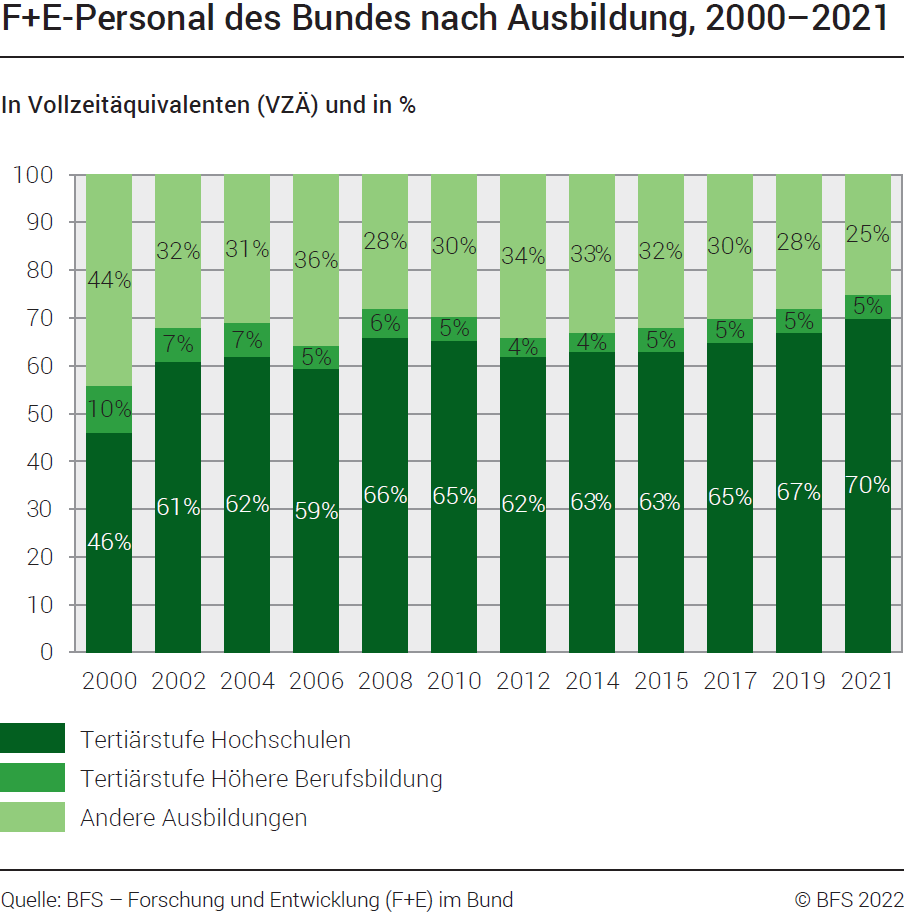 F+E-Personal des Bundes nach Ausbildung, 2000–2021
In Vollzeitäquivalenten (VZÄ) und in %
100
90
80
70
60
50
40
30
20
10
0
44% 32% 31% 36% 28% 30% 34% 33% 32% 30% 28% 25%
10% 7% 7% 5% 6% 5% 4% 4% 5% 5% 5% 5%
46% 61% 62% 59% 66% 65% 62% 63% 63% 65% 67% 70%
2000 2002 2004 2006 2008 2010 2012 2014 2015 2017 2019 2021
Tertiärstufe Hochschulen
Tertiärstufe Höhere Berufsbildung
Andere Ausbildungen
Quelle: BFS – Forschung und Entwicklung (F+E) im Bund © BFS 2022